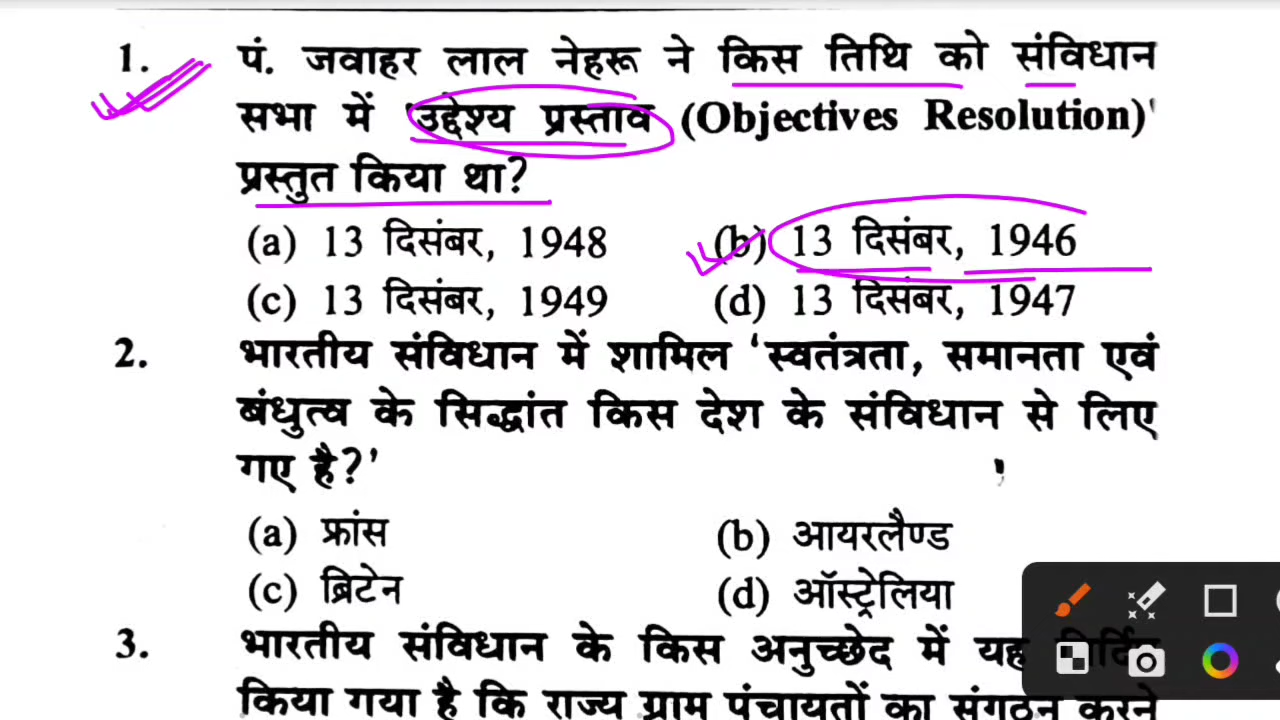 1. पं. जवाहर लाल नेहरू ने किस तिथि को संविधान
सभा में 'उद्देश्य प्रस्ताव (Objectives Resolution)'
प्रस्तुत किया था?
(a) 13 दिसंबर, 1948 (b) 13 दिसंबर, 1946
(c) 13 दिसंबर, 1949 (d) 13 दिसंबर, 1947
2. भारतीय संविधान में शामिल 'स्वतंत्रता, समानता एवं
बंधुत्व के सिद्धांत किस देश के संविधान से लिए
गए है?'
(a) फ्रांस (b) आयरलैण्ड
(c) ब्रिटेन (d) ऑस्ट्रेलिया
3. भारतीय संविधान के किस अनुच्छेद में यह
किया गया है कि राज्य ग्राम पंचायतों का संगठन करने